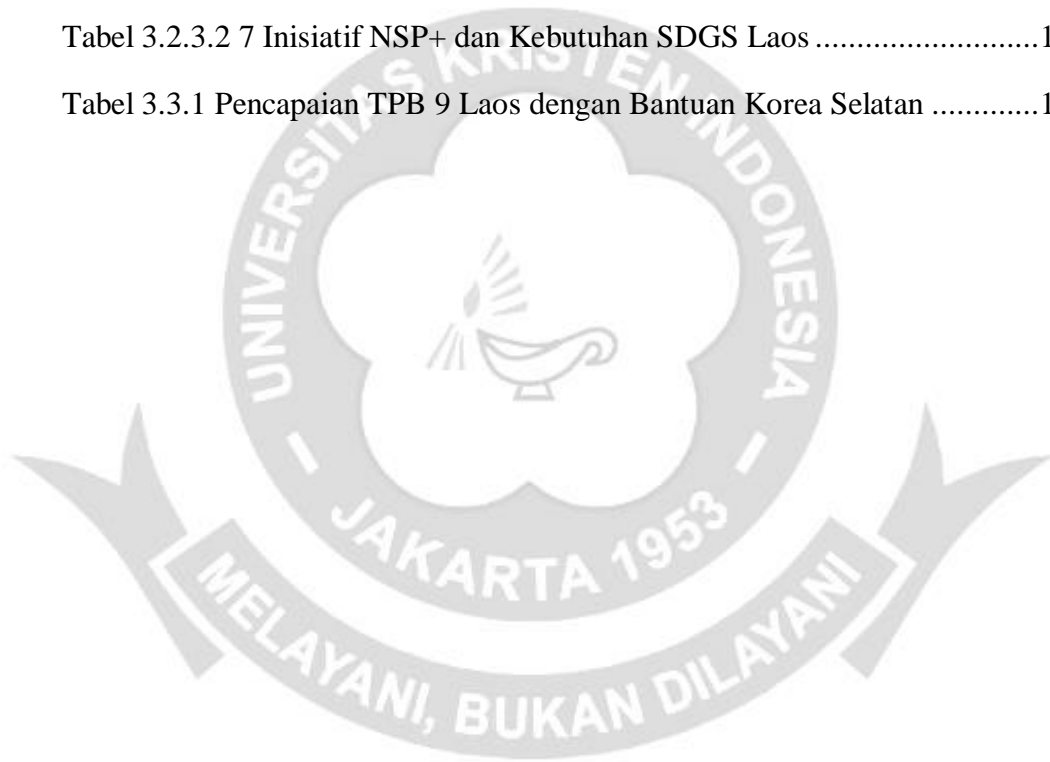 Tabel 3.2.3.2 7 Inisiatif NSP+ dan Kebutuhan SDGS Laos ...........................1
Tabel 3.3.1 Pencapaian TPB 9 Laos dengan Bantuan Korea Selatan .............1
UNIVERSITAS KRISTEN INDONESIA
- JAKARTA 1953 -
MELAYANI, BUKAN DILAYANI